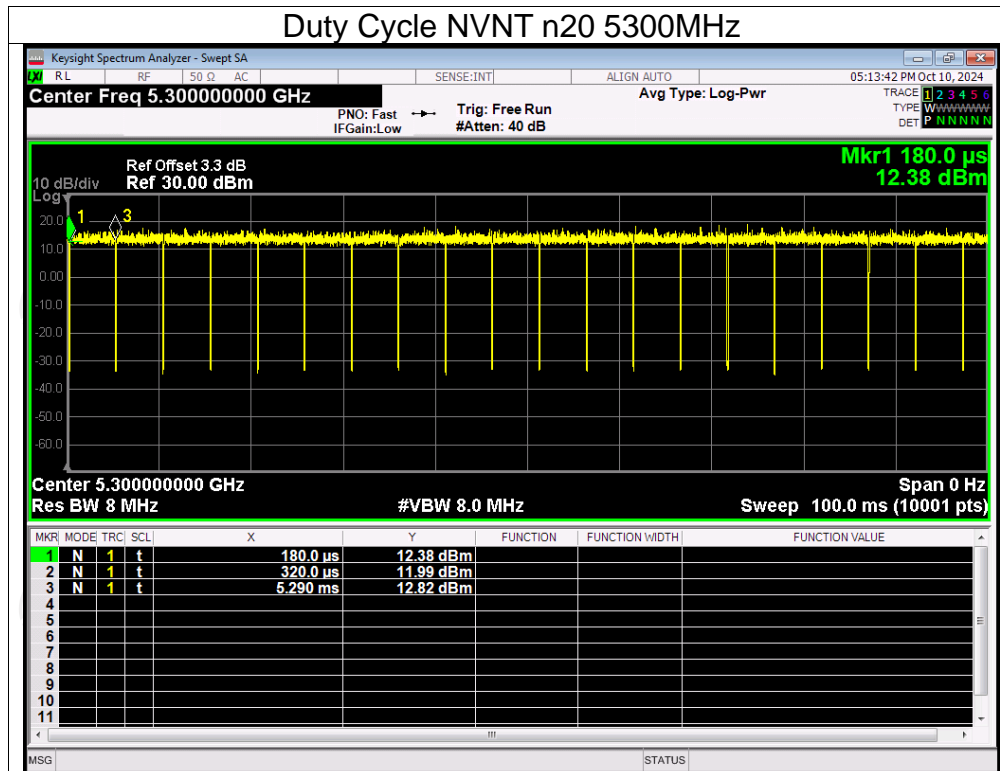 Duty Cycle NVNT n20 5300MHz
Keysight Spectrum Analyzer - Swept SA
LXI RL RF 50 Ω AC SENSE:INT ALIGN AUTO 05:13:42 PM Oct 10, 2024
Center Freq 5.300000000 GHz Avg Type: Log-Pwr TRACE 1 2 3 4 5 6
PNO: Fast Trig: Free Run TYPE WWWWWW
IFGain:Low #Atten: 40 dB DET P N N N N N
Mkr1 180.0 µs
Ref Offset 3.3 dB
10 dB/div Ref 30.00 dBm 12.38 dBm
Log
20.0
1 3
10.0
0.00
-10.0
-20.0
-30.0
-40.0
-50.0
-60.0
Center 5.300000000 GHz Span 0 Hz
Res BW 8 MHz #VBW 8.0 MHz Sweep 100.0 ms (10001 pts)
MKR MODE TRC SCL X Y FUNCTION FUNCTION WIDTH FUNCTION VALUE
1 N 1 t 180.0 µs 12.38 dBm
2 N 1 t 320.0 µs 11.99 dBm
3 N 1 t 5.290 ms 12.82 dBm
4
5
6
7
8
9
10
11
MSG STATUS